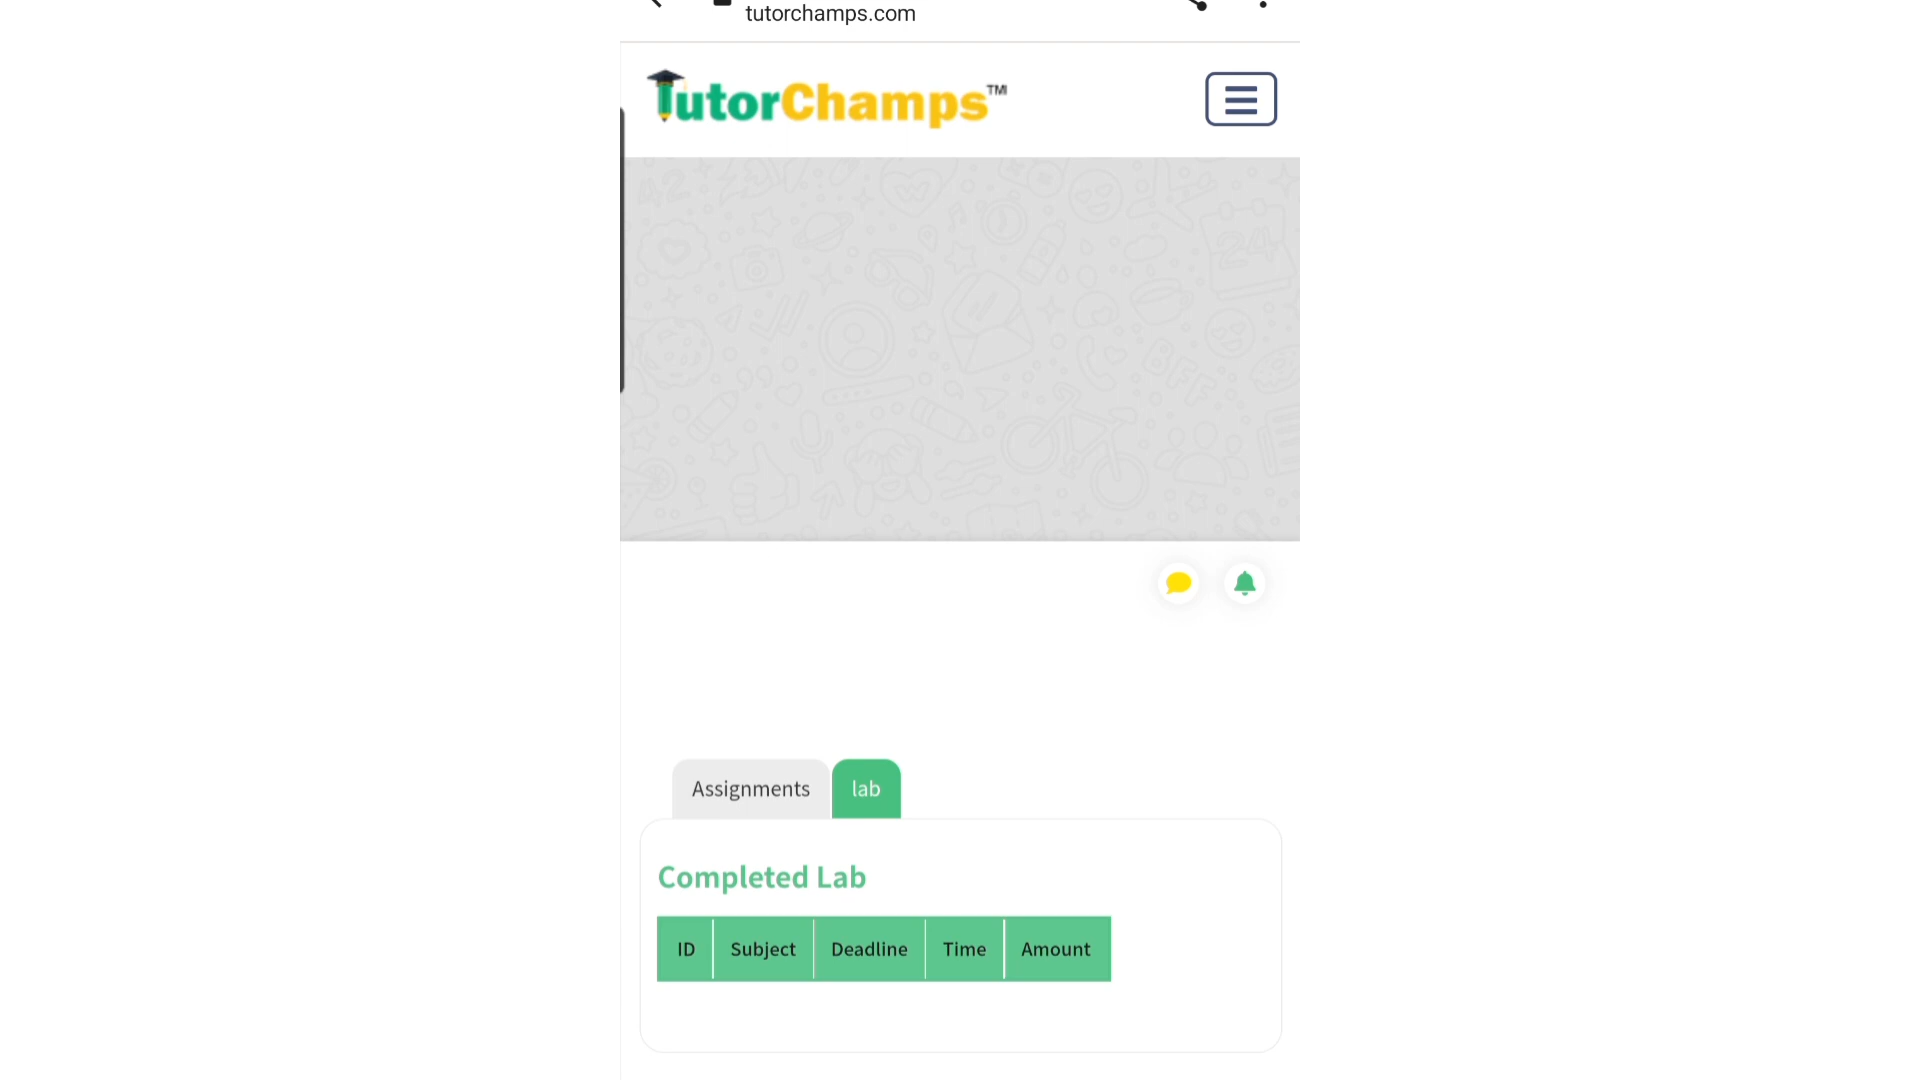 tutorchamps.com
TutorChamps™
Assignments
lab
Completed Lab
ID Subject Deadline Time Amount